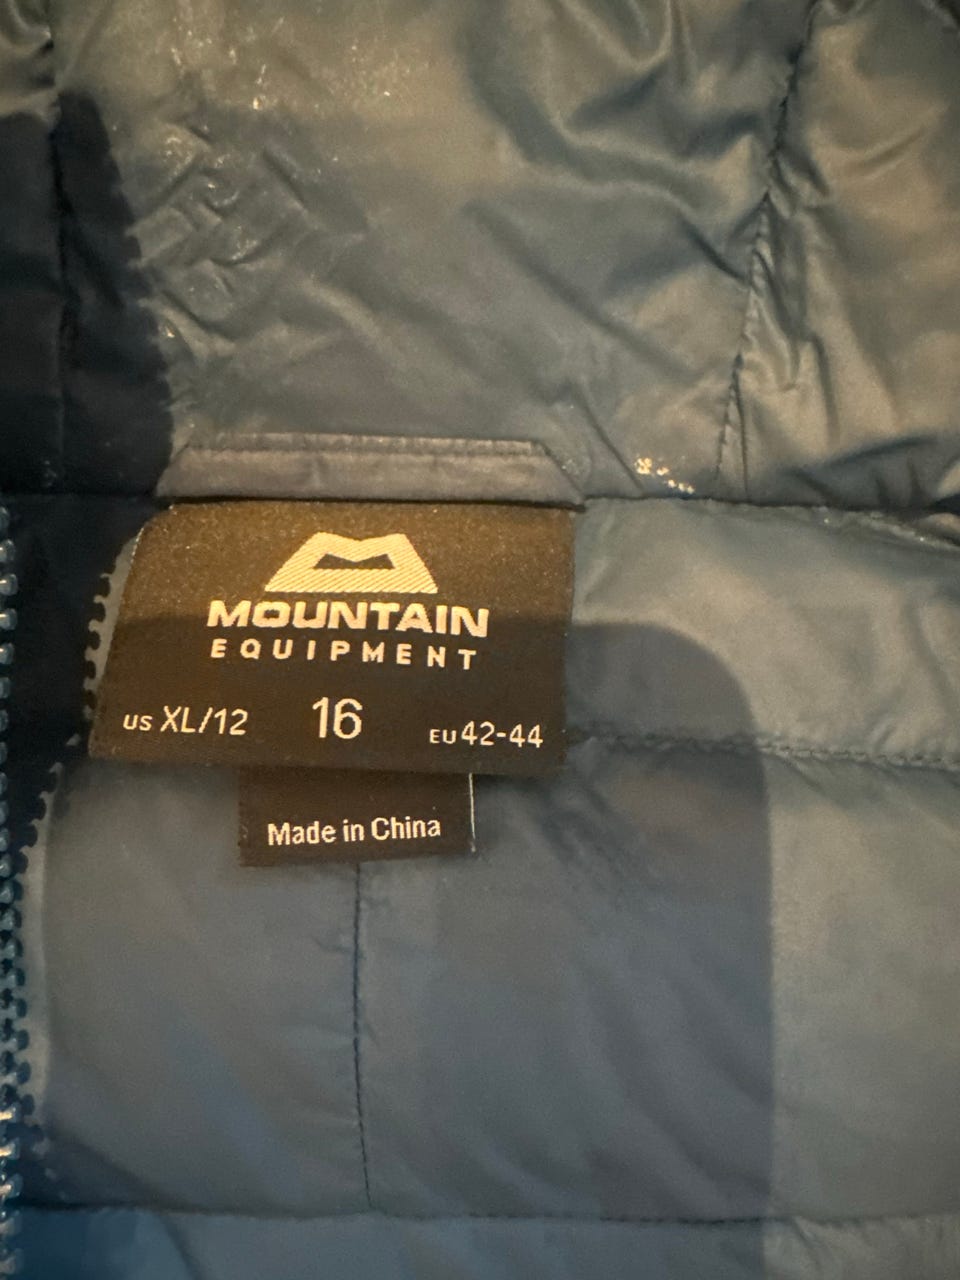 MOUNTAIN
EQUIPMENT
US XL/12 16 EU 42-44
Made in China